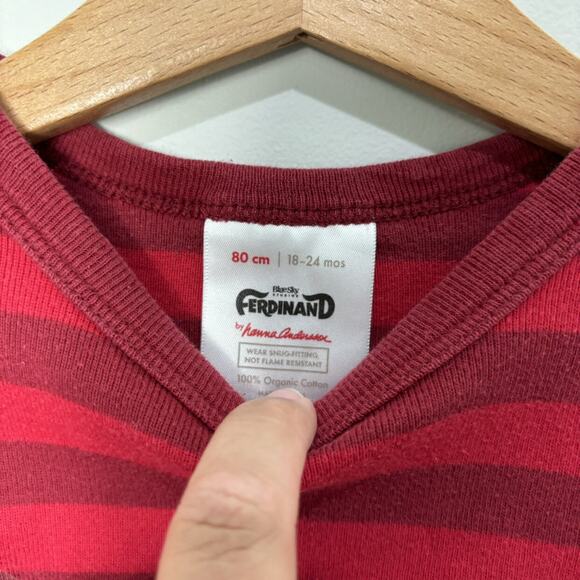 80 cm | 18-24 mos
BlueSky
STUDIOS
FERDINAND
by Hanna Andersson
WEAR SNUG-FITTING,
NOT FLAME RESISTANT
100% Organic Cotton